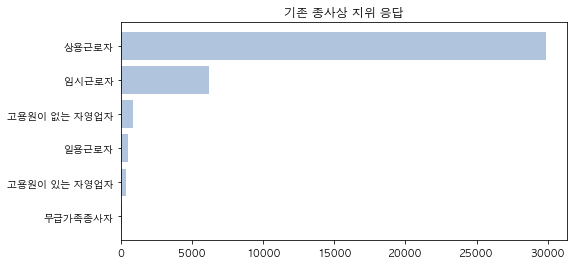 기존 종사상 지위 응답
상용근로자
임시근로자
고용원이 없는 자영업자
일용근로자
고용원이 있는 자영업자
무급가족종사자
0 5000 10000 15000 20000 25000 30000